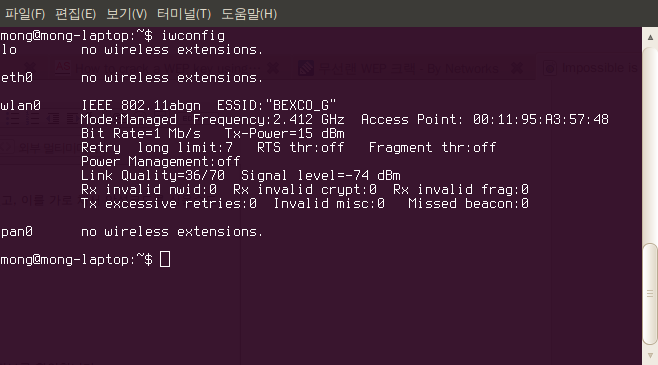 파일(F) 편집(E) 보기(V) 터미널(T) 도움말(H)
mong@mong-laptop:~$ iwconfig
lo        no wireless extensions.
eth0      no wireless extensions.
wlan0     IEEE 802.11abgn  ESSID:"BEXCO_G"
          Mode:Managed  Frequency:2.412 GHz  Access Point: 00:11:95:A3:57:48
          Bit Rate=1 Mb/s   Tx-Power=15 dBm
          Retry  long limit:7   RTS thr:off   Fragment thr:off
          Power Management:off
          Link Quality=36/70  Signal level=-74 dBm
          Rx invalid nwid:0  Rx invalid crypt:0  Rx invalid frag:0
          Tx excessive retries:0  Invalid misc:0   Missed beacon:0
pan0      no wireless extensions.
mong@mong-laptop:~$